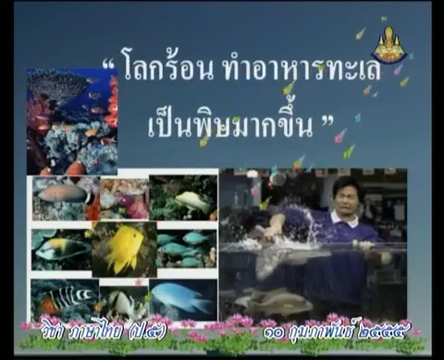 “ โลกร้อน ทำอาหารทะเล
เป็นพิษมากขึ้น ”
วิชา ภาษาไทย (ป.๕)
๑๐ กุมภาพันธ์ ๒๕๕๕